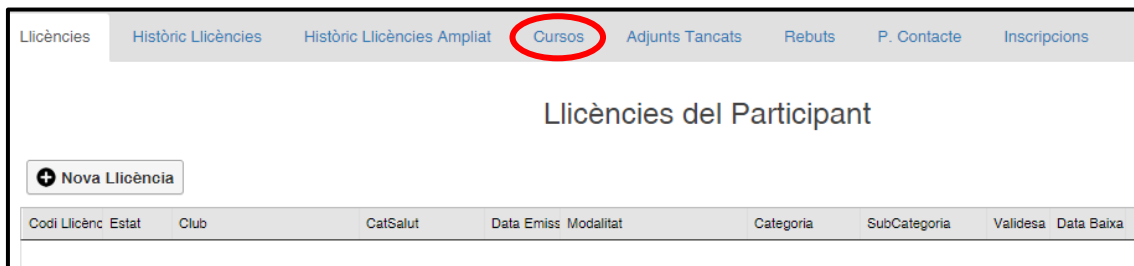 Llicències Històric Llicències Històric Llicències Ampliat Cursos Adjunts Tancats Rebuts P. Contacte Inscripcions
Llicències del Participant
Nova Llicència
Codi Llicènc Estat Club CatSalut Data Emiss Modalitat Categoria SubCategoria Validesa Data Baixa